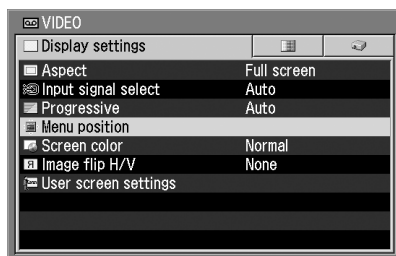 VIDEO
Display settings
Aspect Full screen
Input signal select Auto
Progressive Auto
Menu position
Screen color Normal
Image flip H/V None
User screen settings